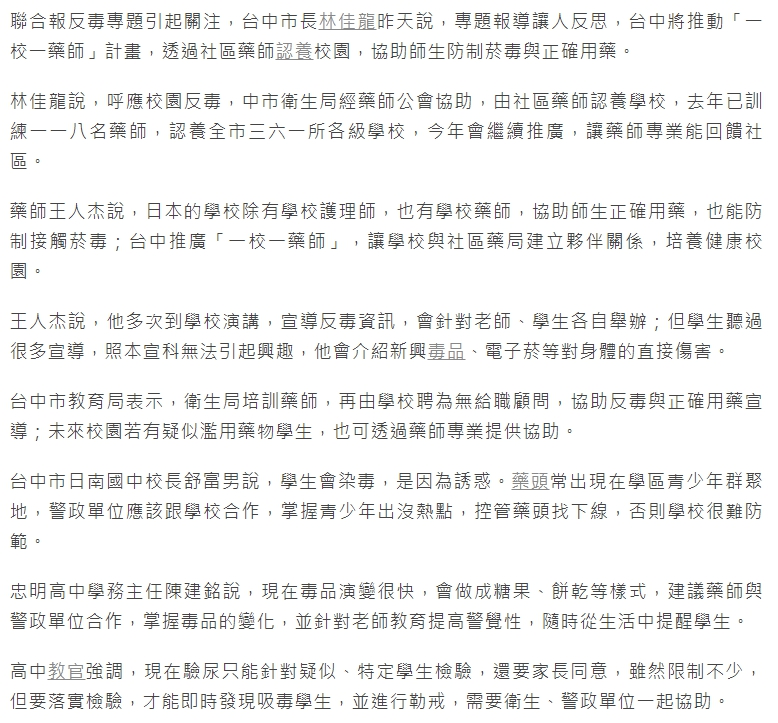 聯合報反毒專題引起關注，台中市長林佳龍昨天說，專題報導讓人反思，台中將推動「一
校一藥師」計畫，透過社區藥師認養校園，協助師生防制菸毒與正確用藥。
林佳龍說，呼應校園反毒，中市衛生局經藥師公會協助，由社區藥師認養學校，去年已訓
練一一八名藥師，認養全市三六一所各級學校，今年會繼續推廣，讓藥師專業能回饋社
區。
藥師王人杰說，日本的學校除有學校護理師，也有學校藥師，協助師生正確用藥，也能防
制接觸菸毒；台中推廣「一校一藥師」，讓學校與社區藥局建立夥伴關係，培養健康校
園。
王人杰說，他多次到學校演講，宣導反毒資訊，會針對老師、學生各自舉辦；但學生聽過
很多宣導，照本宣科無法引起興趣，他會介紹新興毒品、電子菸等對身體的直接傷害。
台中市教育局表示，衛生局培訓藥師，再由學校聘為無給職顧問，協助反毒與正確用藥宣
導；未來校園若有疑似濫用藥物學生，也可透過藥師專業提供協助。
台中市日南國中校長舒富男說，學生會染毒，是因為誘惑。藥頭常出現在學區青少年群聚
地，警政單位應該跟學校合作，掌握青少年出沒熱點，控管藥頭找下線，否則學校很難防
範。
忠明高中學務主任陳建銘說，現在毒品演變很快，會做成糖果、餅乾等樣式，建議藥師與
警政單位合作，掌握毒品的變化，並針對老師教育提高警覺性，隨時從生活中提醒學生。
高中教官強調，現在驗尿只能針對疑似、特定學生檢驗，還要家長同意，雖然限制不少，
但要落實檢驗，才能即時發現吸毒學生，並進行勒戒，需要衛生、警政單位一起協助。